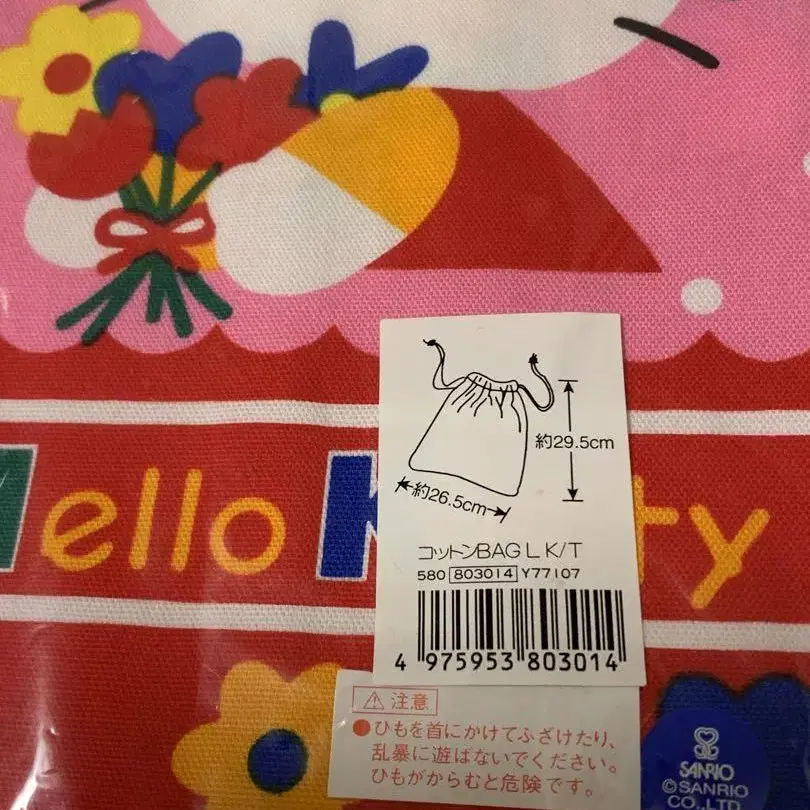 約29.5cm
約26.5cm
コットンBAG L K/T
580 803014 Y77107
4 975953 803014
Hello K ty
⚠ 注意
●ひもを首にかけてふざけたり、
乱暴に遊ばないでください。
ひもがからむと危険です。
SANRIO
©SANRIO
CO., LTD